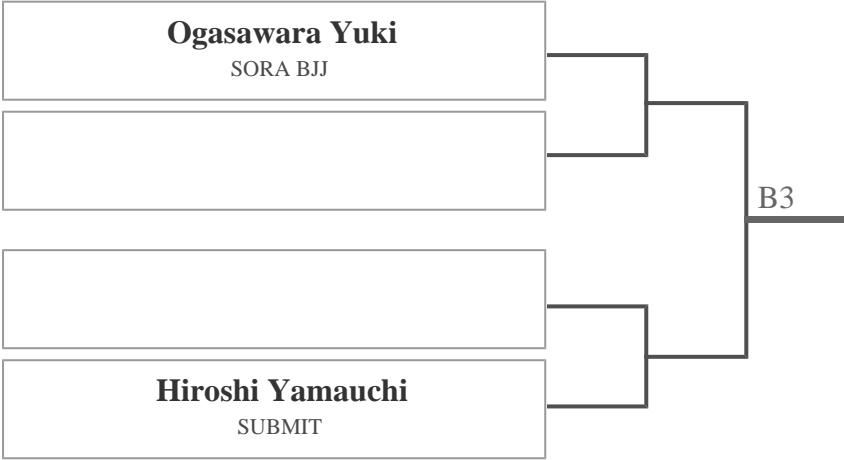 Ogasawara Yuki
SORA BJJ
B3
Hiroshi Yamauchi
SUBMIT